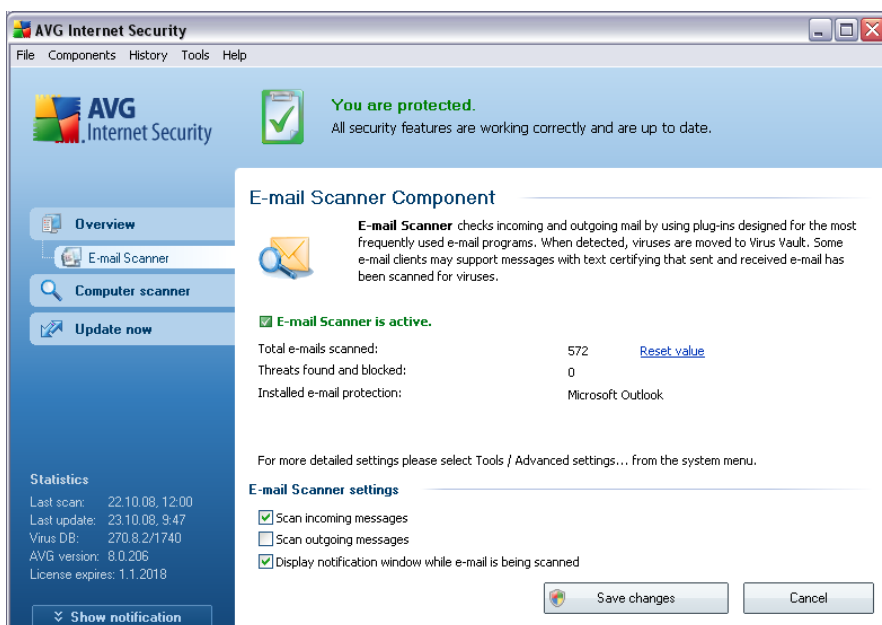 AVG Internet Security
File Components History Tools Help
AVG
Internet Security
You are protected.
All security features are working correctly and are up to date.
Overview
E-mail Scanner
Computer scanner
Update now
E-mail Scanner Component
E-mail Scanner checks incoming and outgoing mail by using plug-ins designed for the most
frequently used e-mail programs. When detected, viruses are moved to Virus Vault. Some
e-mail clients may support messages with text certifying that sent and received e-mail has
been scanned for viruses.
E-mail Scanner is active.
Total e-mails scanned: 572 Reset value
Threats found and blocked: 0
Installed e-mail protection: Microsoft Outlook
For more detailed settings please select Tools / Advanced settings... from the system menu.
E-mail Scanner settings
Scan incoming messages
Scan outgoing messages
Display notification window while e-mail is being scanned
Save changes
Cancel
Statistics
Last scan: 22.10.08, 12:00
Last update: 23.10.08, 9:47
Virus DB: 270.8.2/1740
AVG version: 8.0.206
License expires: 1.1.2018
Show notification